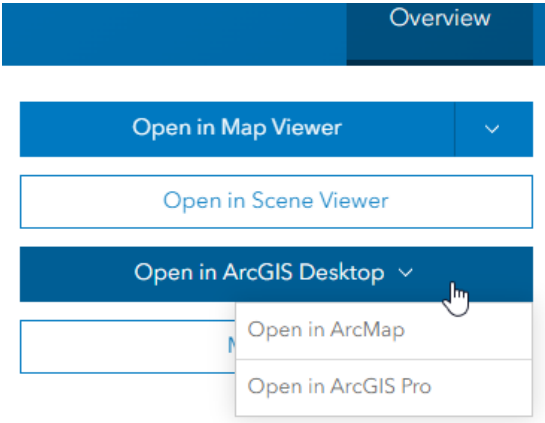 Overview
Open in Map Viewer
Open in Scene Viewer
Open in ArcGIS Desktop
Open in ArcMap
Open in ArcGIS Pro